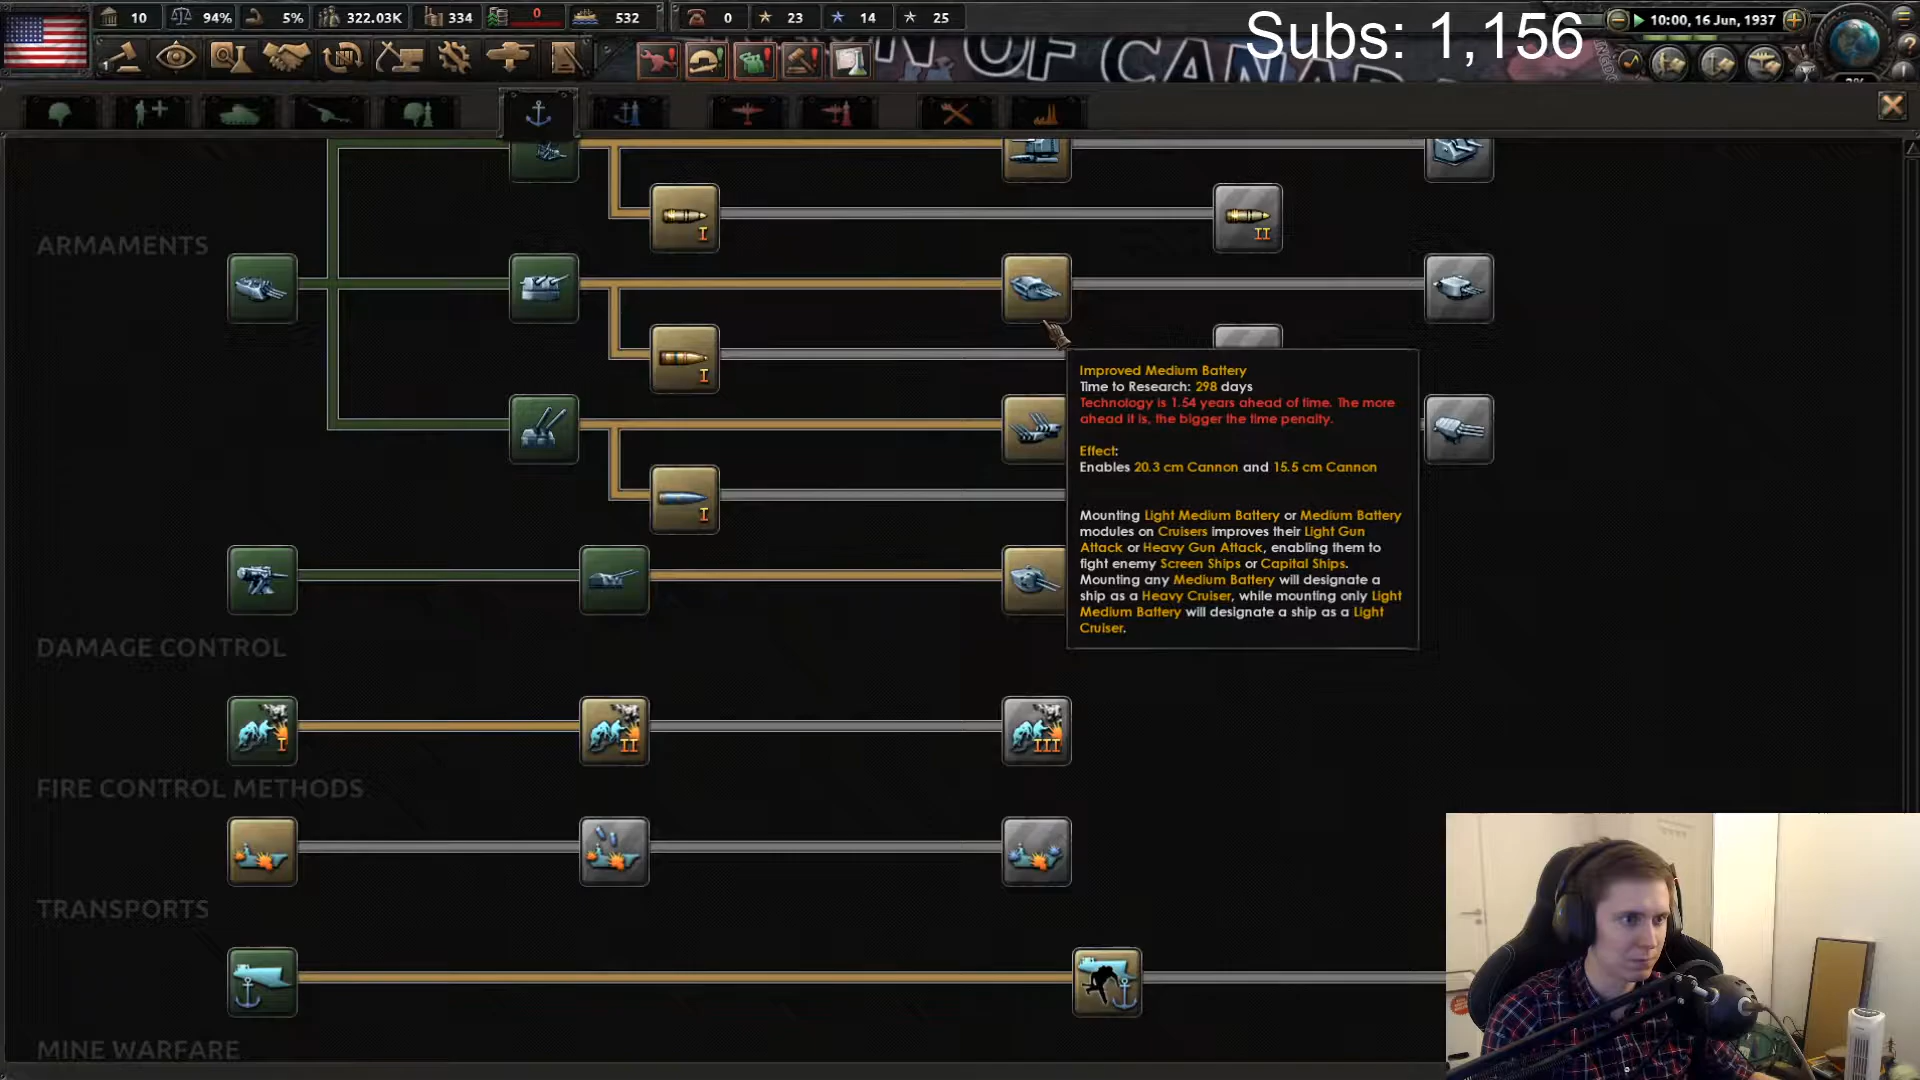 10 94% 5% 322.03K 334 0 532 0 23 14 25
10:00, 16 Jun, 1937
Subs: 1,156
ON OF CANAD
ARMAMENTS
I
II
I
I
Improved Medium Battery
Time to Research: 298 days
Technology is 1.54 years ahead of time. The more
ahead it is, the bigger the time penalty.
Effect:
Enables 20.3 cm Cannon and 15.5 cm Cannon
Mounting Light Medium Battery or Medium Battery
modules on Cruisers improves their Light Gun
Attack or Heavy Gun Attack, enabling them to
fight enemy Screen Ships or Capital Ships.
Mounting any Medium Battery will designate a
ship as a Heavy Cruiser, while mounting only Light
Medium Battery will designate a ship as a Light
Cruiser.
DAMAGE CONTROL
I
II
III
FIRE CONTROL METHODS
TRANSPORTS
MINE WARFARE